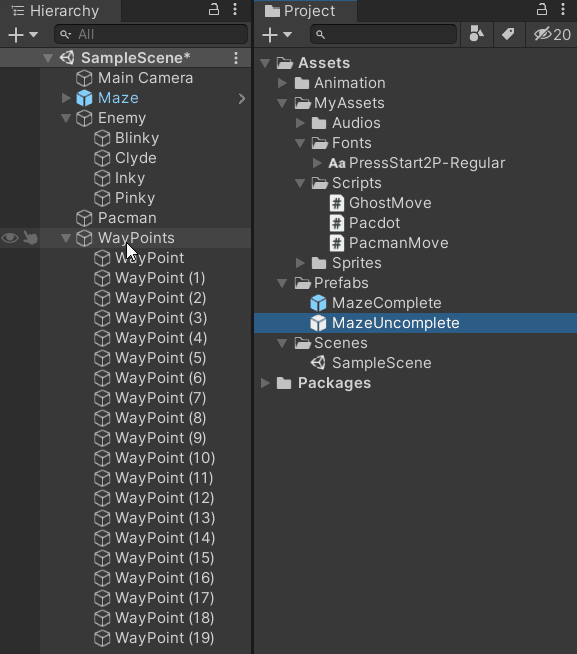 Hierarchy
All
SampleScene*
Main Camera
Maze
Enemy
Blinky
Clyde
Inky
Pinky
Pacman
WayPoints
WayPoint
WayPoint (1)
WayPoint (2)
WayPoint (3)
WayPoint (4)
WayPoint (5)
WayPoint (6)
WayPoint (7)
WayPoint (8)
WayPoint (9)
WayPoint (10)
WayPoint (11)
WayPoint (12)
WayPoint (13)
WayPoint (14)
WayPoint (15)
WayPoint (16)
WayPoint (17)
WayPoint (18)
WayPoint (19)
Project
20
Assets
Animation
MyAssets
Audios
Fonts
Aa PressStart2P-Regular
Scripts
# GhostMove
# Pacdot
# PacmanMove
Sprites
Prefabs
MazeComplete
MazeUncomplete
Scenes
SampleScene
Packages